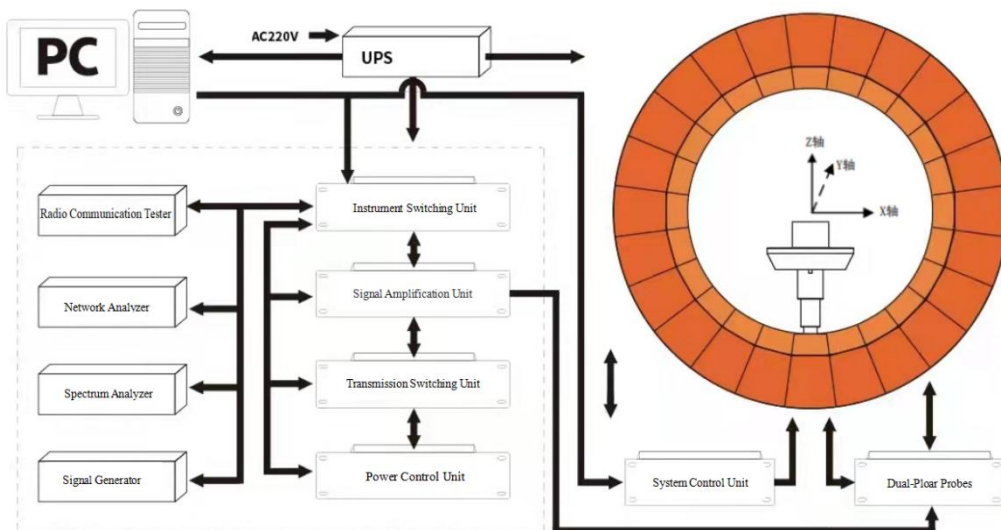 PC
AC220V
UPS
Z轴
Y轴
X轴
Radio Communication Tester
Instrument Switching Unit
Network Analyzer
Signal Amplification Unit
Spectrum Analyzer
Transmission Switching Unit
Signal Generator
Power Control Unit
System Control Unit
Dual-Ploar Probes